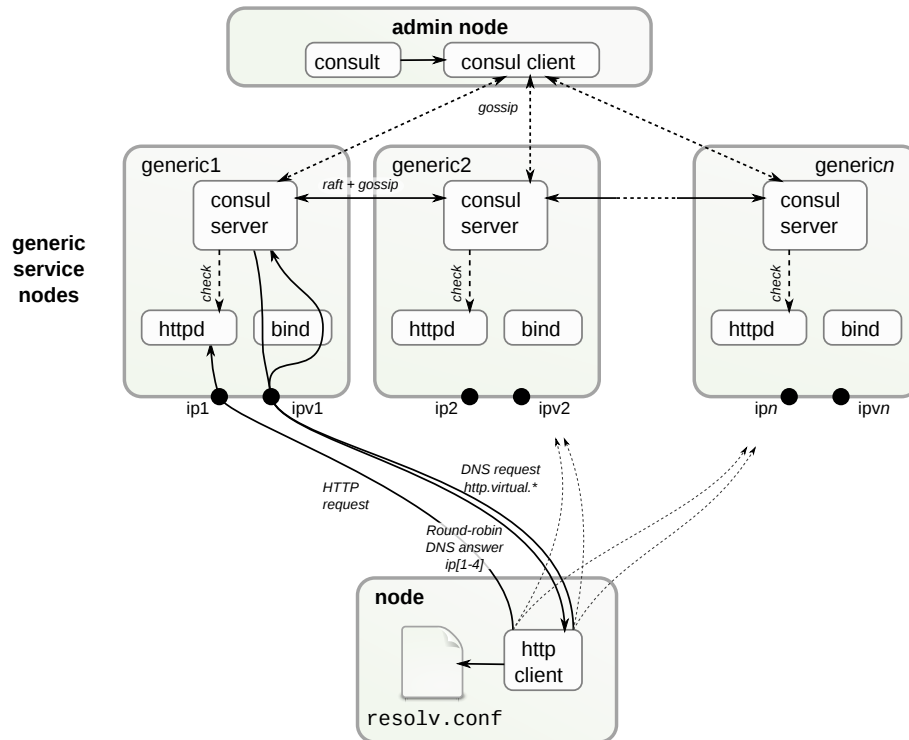 admin node
consult
consul client
gossip
generic1
generic2
genericn
consul
server
raft + gossip
consul
server
consul
server
generic
service
nodes
check
check
check
httpd
bind
httpd
bind
httpd
bind
ip1
ipv1
ip2
ipv2
ipn
ipvn
HTTP
request
DNS request
http.virtual.*
Round-robin
DNS answer
ip[1-4]
node
http
client
resolv.conf